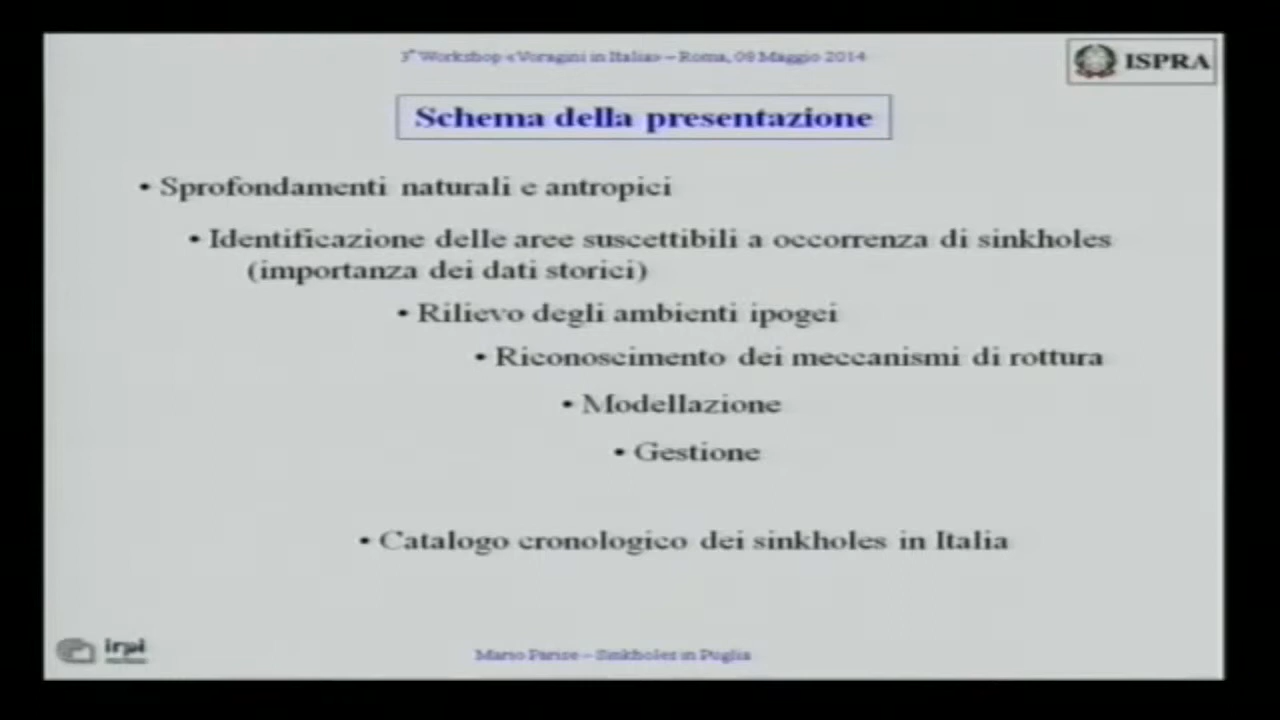 3° Workshop «Voragini in Italia» – Roma, 09 Maggio 2014
ISPRA
Schema della presentazione
• Sprofondamenti naturali e antropici
• Identificazione delle aree suscettibili a occorrenza di sinkholes
(importanza dei dati storici)
• Rilievo degli ambienti ipogei
• Riconoscimento dei meccanismi di rottura
• Modellazione
• Gestione
• Catalogo cronologico dei sinkholes in Italia
irpi
Mario Parise – Sinkholes in Puglia